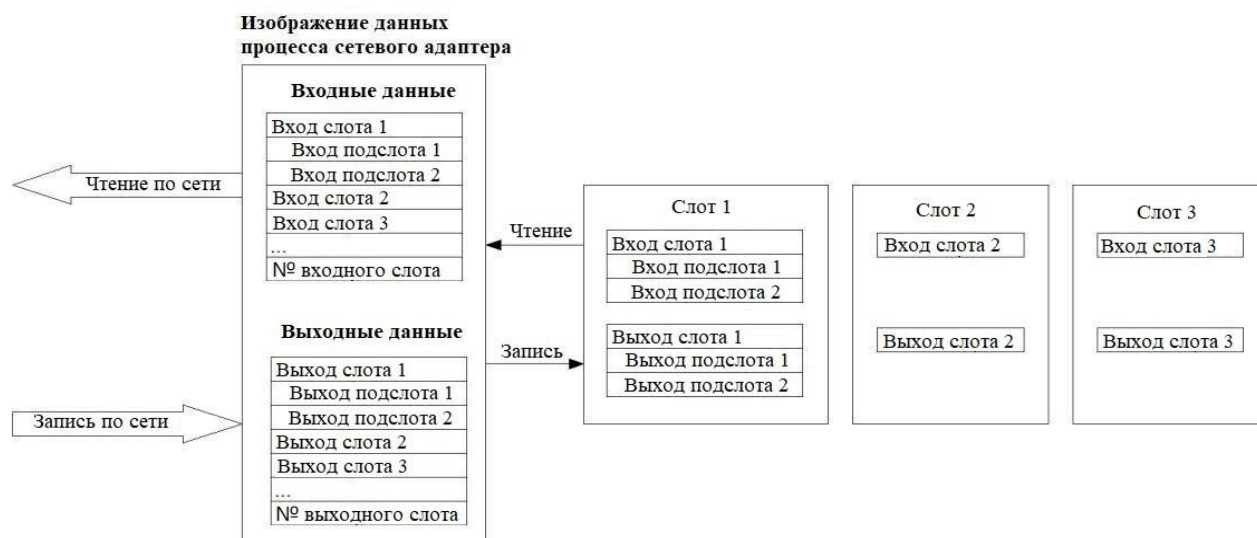 Изображение данных
процесса сетевого адаптера
Входные данные
Вход слота 1
Вход подслота 1
Вход подслота 2
Вход слота 2
Вход слота 3
...
№ входного слота
Чтение по сети
Выходные данные
Выход слота 1
Выход подслота 1
Выход подслота 2
Выход слота 2
Выход слота 3
...
№ выходного слота
Запись по сети
Чтение
Запись
Слот 1
Вход слота 1
Вход подслота 1
Вход подслота 2
Выход слота 1
Выход подслота 1
Выход подслота 2
Слот 2
Вход слота 2
Выход слота 2
Слот 3
Вход слота 3
Выход слота 3